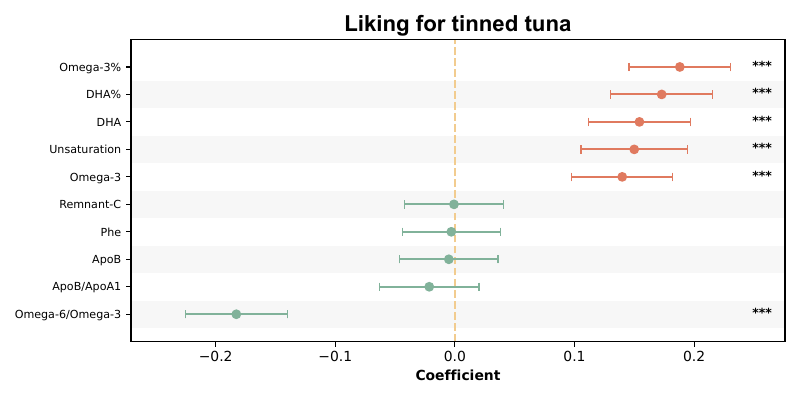 Liking for tinned tuna
Omega-3% ***
DHA% ***
DHA ***
Unsaturation ***
Omega-3 ***
Remnant-C
Phe
ApoB
ApoB/ApoA1
Omega-6/Omega-3 ***
−0.2 −0.1 0.0 0.1 0.2
Coefficient